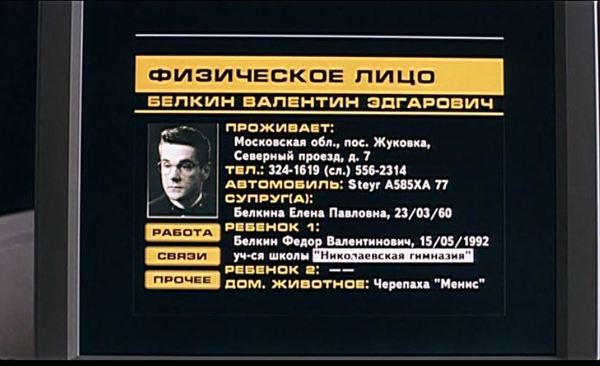 ФИЗИЧЕСКОЕ ЛИЦО
БЕЛКИН ВАЛЕНТИН ЭДГАРОВИЧ
ПРОЖИВАЕТ:
Московская обл., пос. Жуковка,
Северный проезд, д. 7
ТЕЛ.: 324-1619 (сл.) 556-2314
АВТОМОБИЛЬ: Steyr А585ХА 77
СУПРУГ(А):
Белкина Елена Павловна, 23/03/60
РЕБЕНОК 1:
Белкин Федор Валентинович, 15/05/1992
уч-ся школы "Николаевская гимназия"
РЕБЕНОК 2: — —
ДОМ. ЖИВОТНОЕ: Черепаха "Менис"
РАБОТА
СВЯЗИ
ПРОЧЕЕ